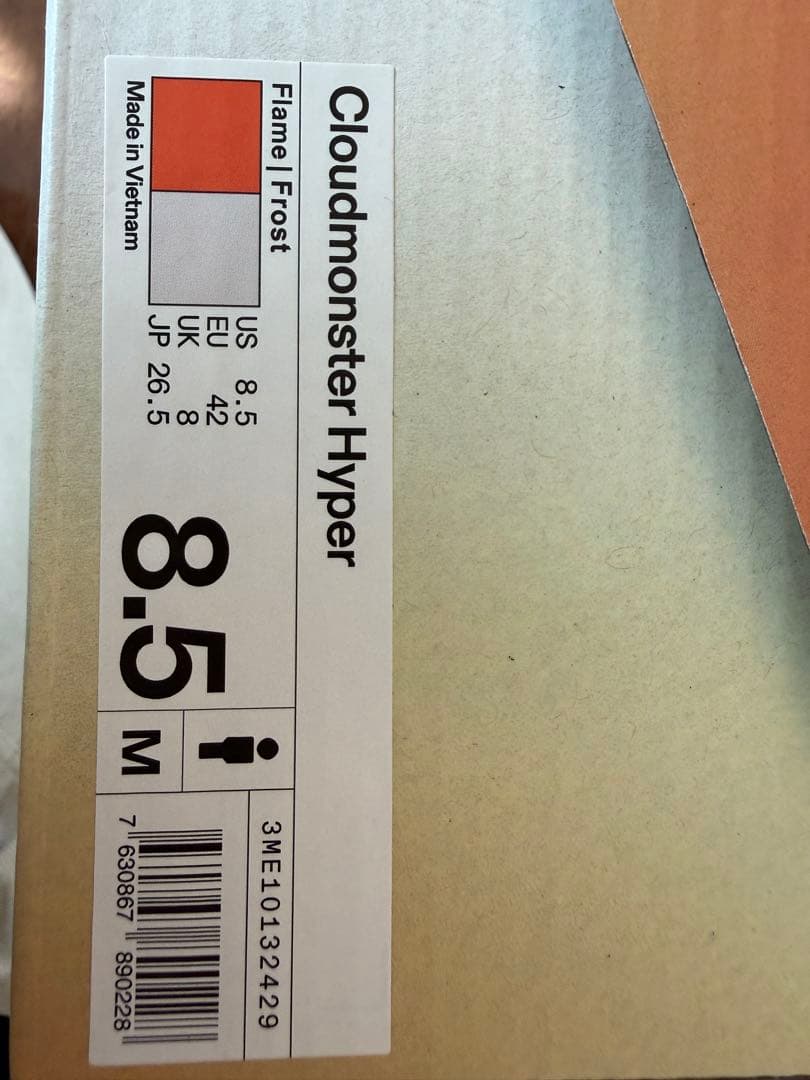 Cloudmonster Hyper
Flame | Frost
Made in Vietnam
US 8.5
EU 42
UK 8
JP 26.5
8.5
M
3ME10132429
7 630867 890228